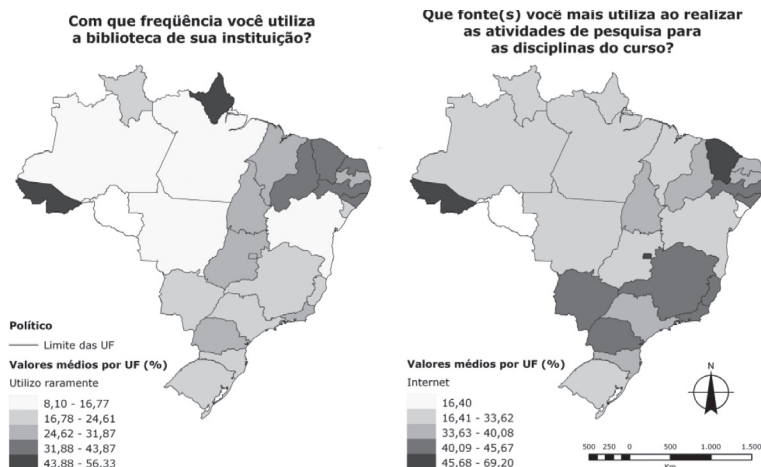 Com que freqüência você utiliza
a biblioteca de sua instituição?
Político
Limite das UF
Valores médios por UF (%)
Utilizo raramente
8,10 - 16,77
16,78 - 24,61
24,62 - 31,87
31,88 - 43,87
43,88 - 56,33
Que fonte(s) você mais utiliza ao realizar
as atividades de pesquisa para
as disciplinas do curso?
Valores médios por UF (%)
Internet
16,40
16,41 - 33,62
33,63 - 40,08
40,09 - 45,67
45,68 - 69,20
N
500 250 0 500 1.000 1.500
Km